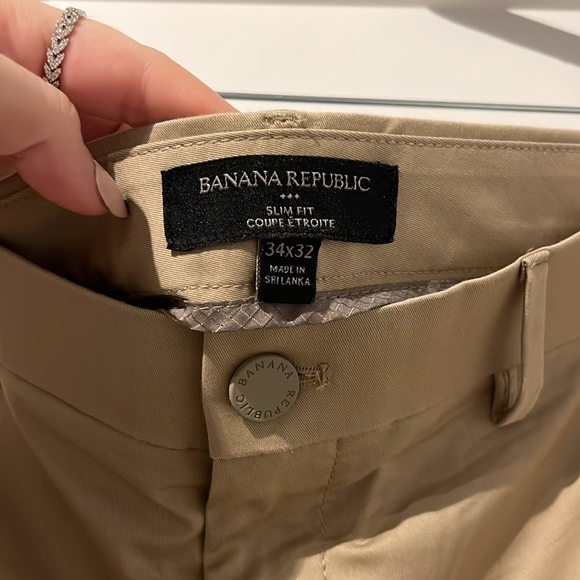 BANANA REPUBLIC
SLIM FIT
COUPE ÉTROITE
34x32
MADE IN
SRI LANKA
BANANA REPUBLIC